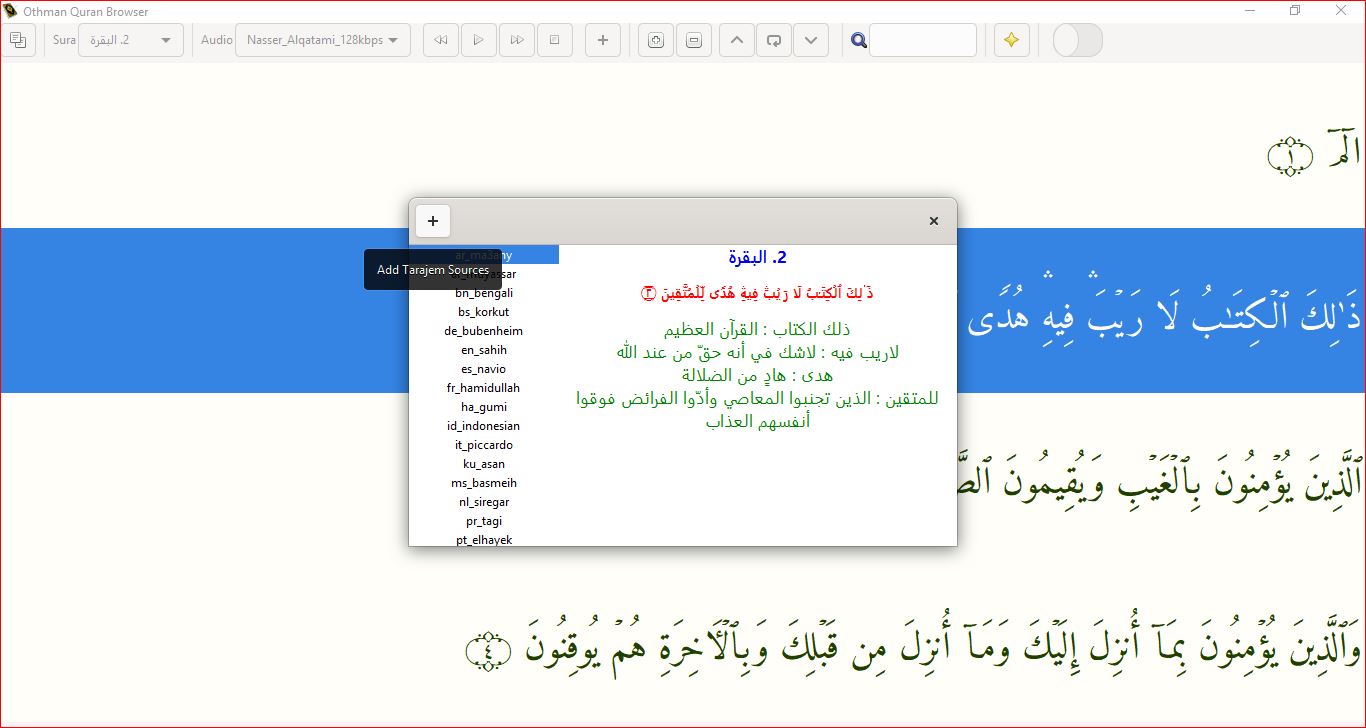 Othman Quran Browser
Sura 2. البقرة Audio Nasser_Alqatami_128kbps
الٓمٓ ١
ذَٰلِكَ ٱلْكِتَٰبُ لَا رَيْبَ ۛ فِيهِ ۛ هُدًى
ٱلَّذِينَ يُؤْمِنُونَ بِٱلْغَيْبِ وَيُقِيمُونَ
وَٱلَّذِينَ يُؤْمِنُونَ بِمَآ أُنزِلَ إِلَيْكَ وَمَآ أُنزِلَ مِن قَبْلِكَ وَبِٱلْـَٔاخِرَةِ هُمْ يُوقِنُونَ ٤
ar_ma3any
Add Tarajem Sources
bn_bengali
bs_korkut
de_bubenheim
en_sahih
es_navio
fr_hamidullah
ha_gumi
id_indonesian
it_piccardo
ku_asan
ms_basmeih
nl_siregar
pr_tagi
pt_elhayek
2. البقرة
ذَٰلِكَ ٱلْكِتَٰبُ لَا رَيْبَ ۛ فِيهِ ۛ هُدًى لِّلْمُتَّقِينَ ٢
ذلك الكتاب : القرآن العظيم
لاريب فيه : لاشك في أنه حقّ من عند الله
هدى : هادٍ من الضلالة
للمتقين : الذين تجنبوا المعاصي وأدّوا الفرائض فوقوا
أنفسهم العذاب